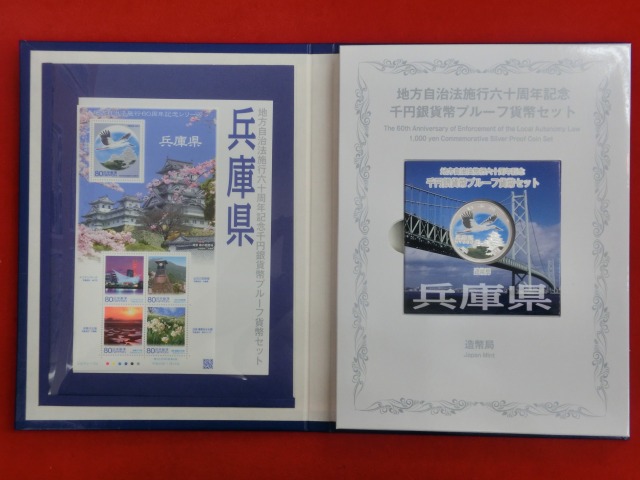 兵庫県
兵庫県
地方自治法施行六十周年記念千円銀貨幣プルーフ貨幣セット
80
80
80
80
80
地方自治法施行六十周年記念
千円銀貨幣プルーフ貨幣セット
The 60th Anniversary of Enforcement of the Local Autonomy Law
1,000 yen Commemorative Silver Proof Coin Set
地方自治法施行六十周年記念
千円銀貨幣プルーフ貨幣セット
兵庫県
造幣局
Japan Mint